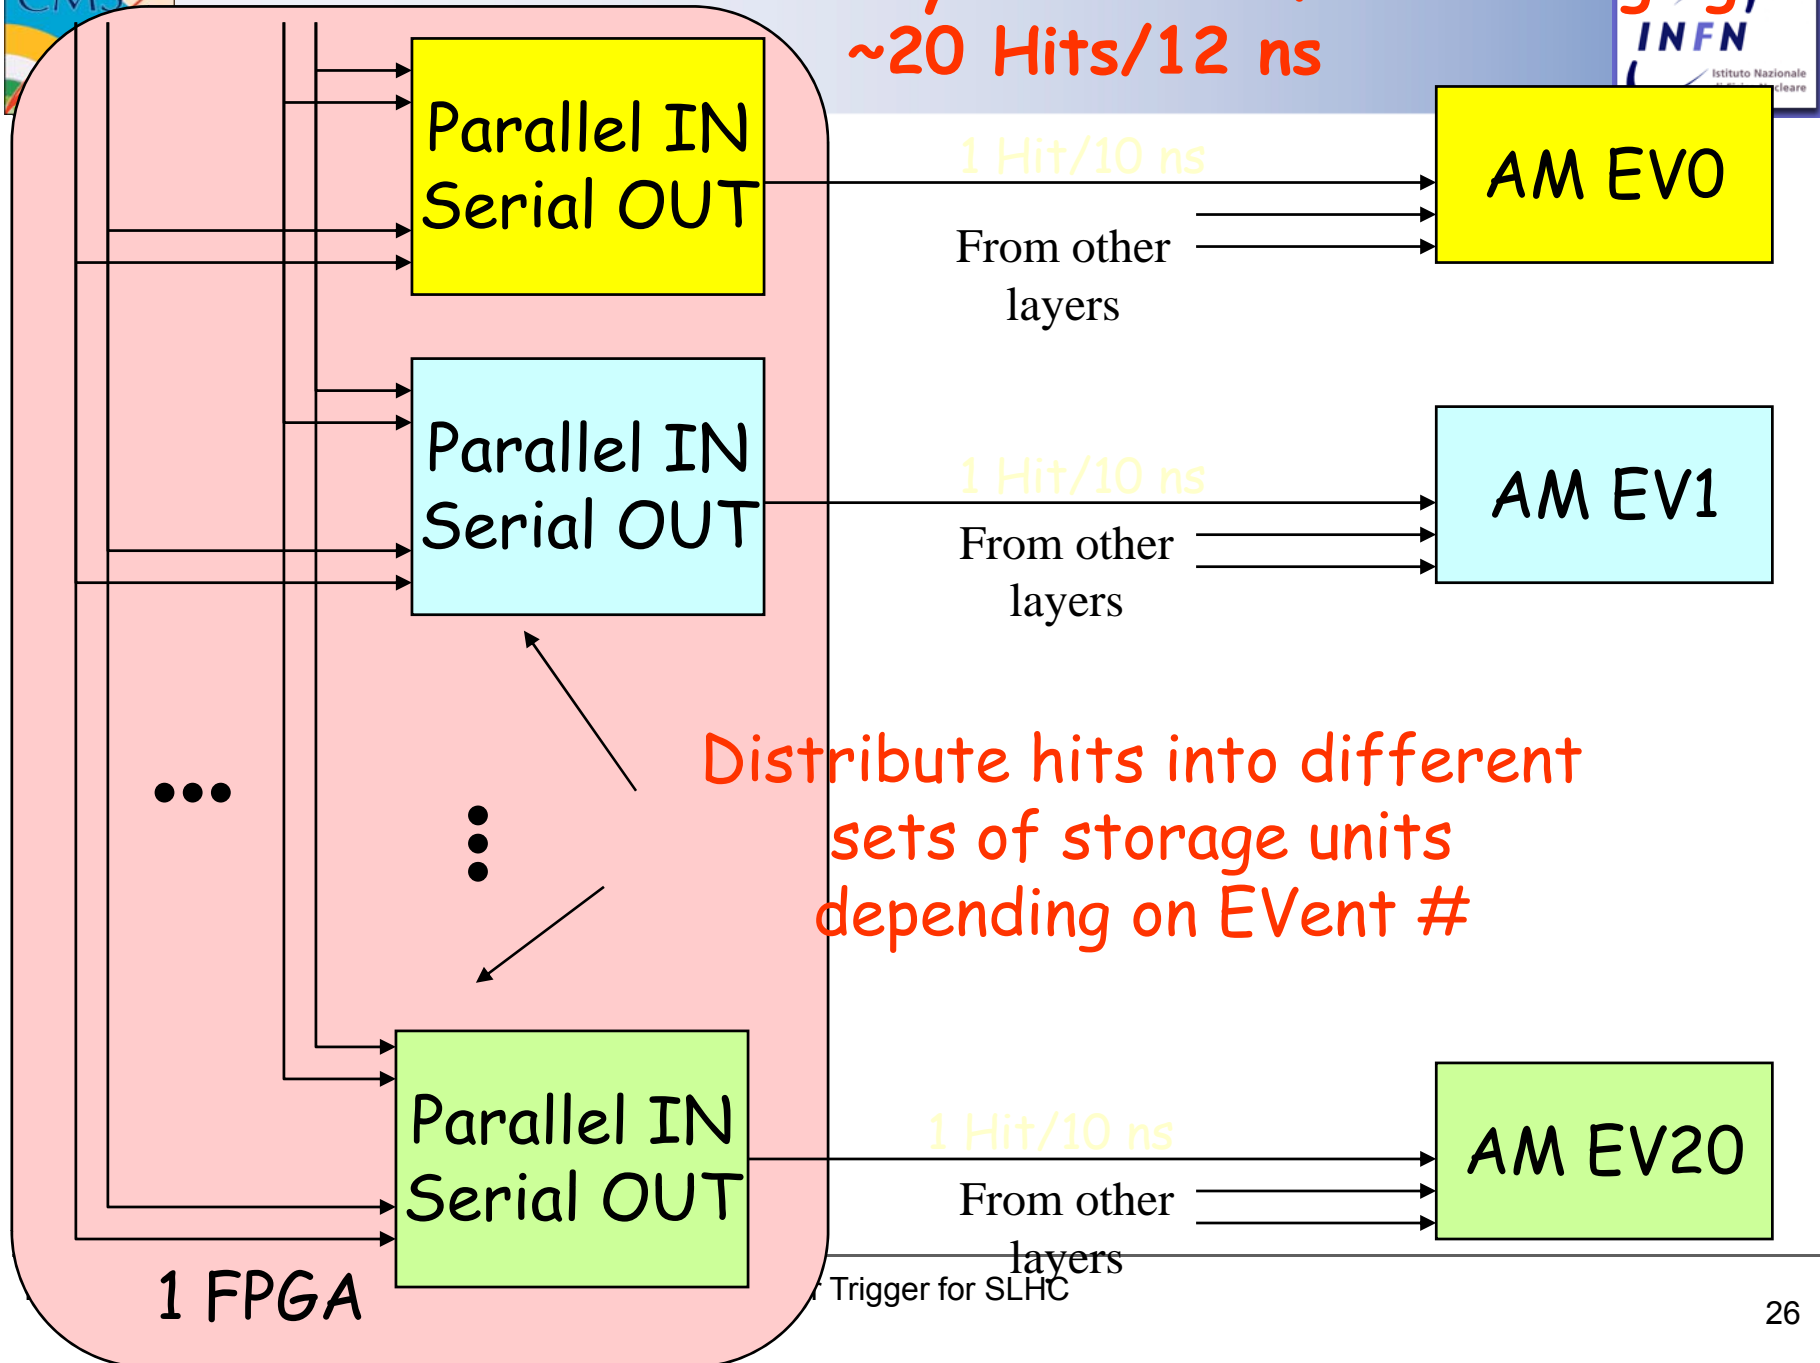 CMS
~20 Hits/12 ns
INFN
Istituto Nazionale
Parallel IN
Serial OUT
1 Hit/10 ns
AM EV0
From other
layers
Parallel IN
Serial OUT
1 Hit/10 ns
AM EV1
From other
layers
Distribute hits into different
sets of storage units
depending on EVent #
Parallel IN
Serial OUT
1 Hit/10 ns
AM EV20
From other
layers
1 FPGA
Trigger for SLHC
26